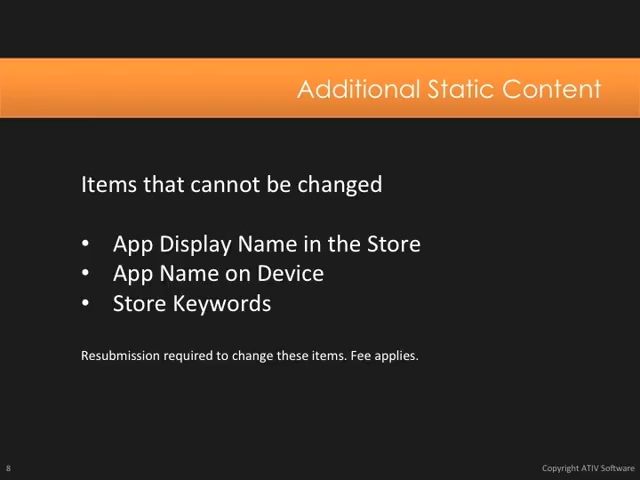 Additional Static Content
Items that cannot be changed
• App Display Name in the Store
• App Name on Device
• Store Keywords
Resubmission required to change these items. Fee applies.
8
Copyright ATIV Software